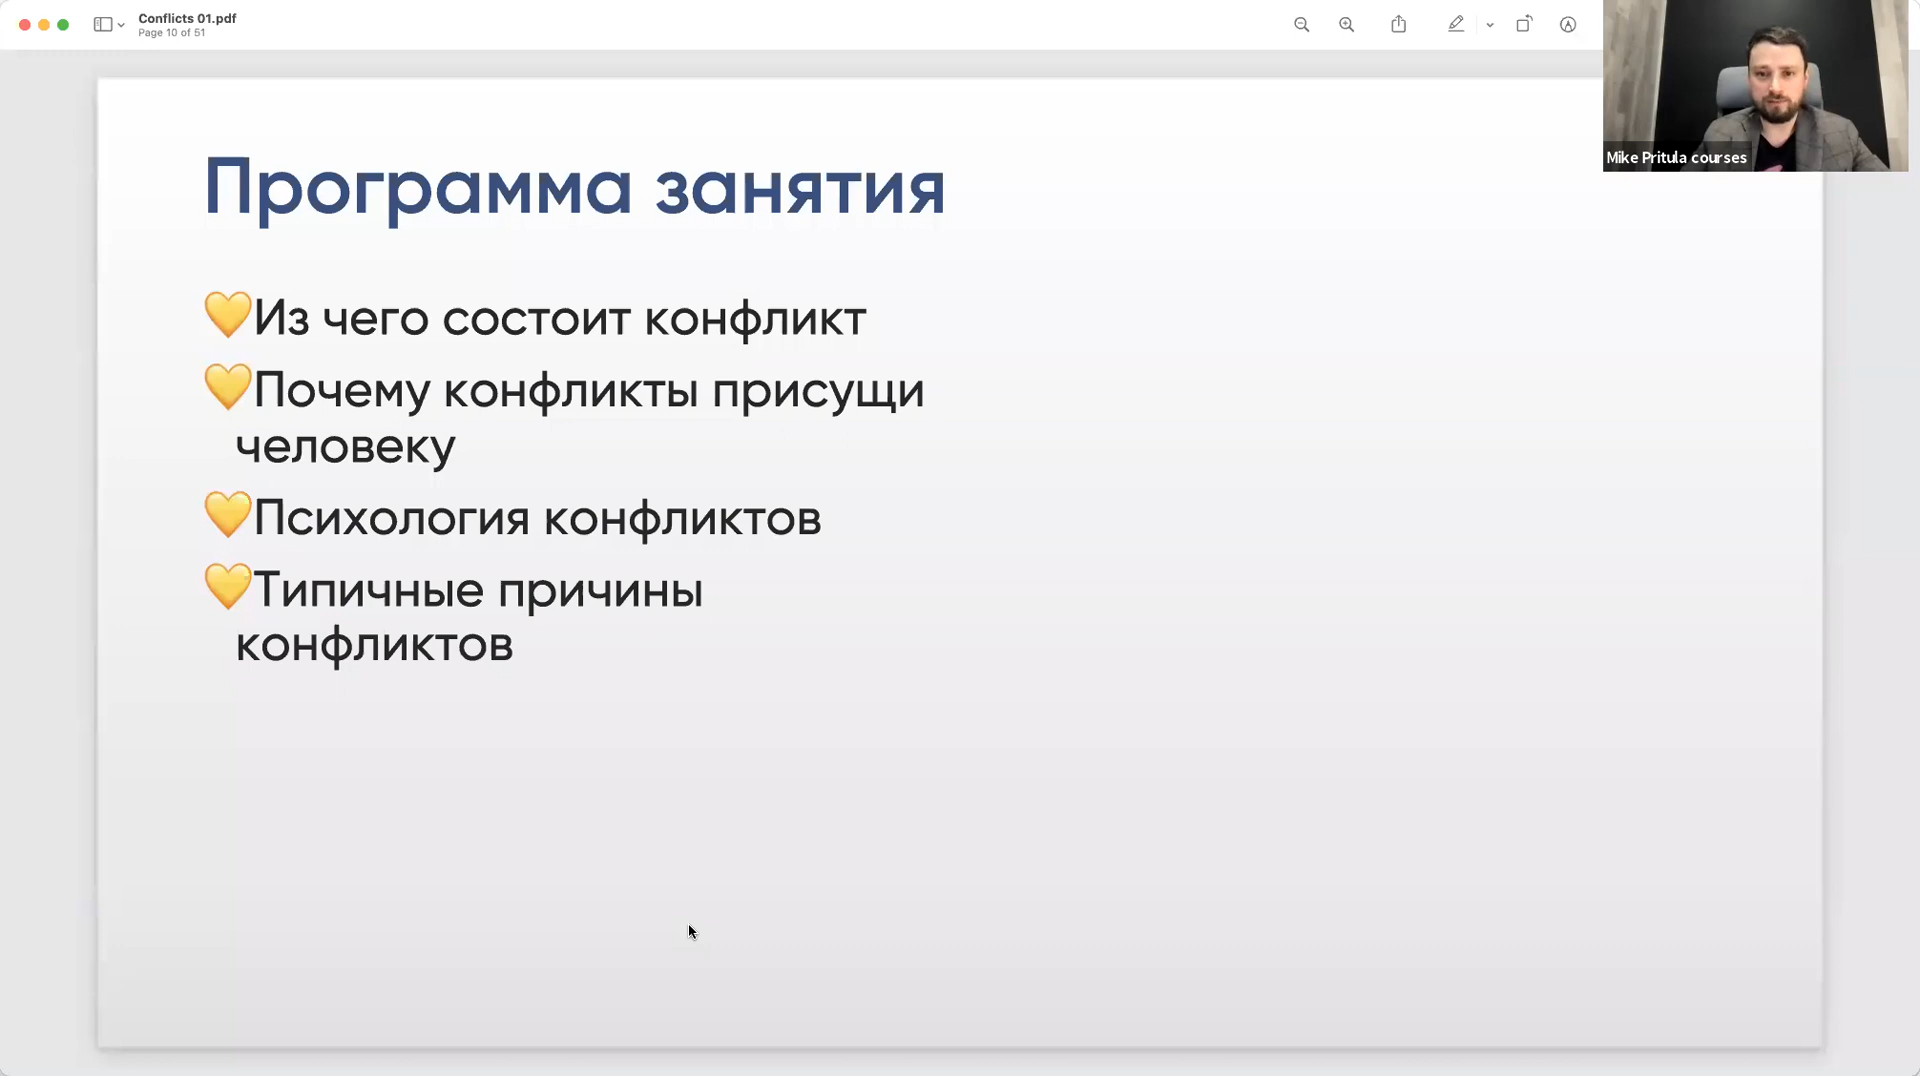 Conflicts 01.pdf
Page 10 of 51
Mike Pritula courses
Программа занятия
💛Из чего состоит конфликт
💛Почему конфликты присущи
человеку
💛Психология конфликтов
💛Типичные причины
конфликтов